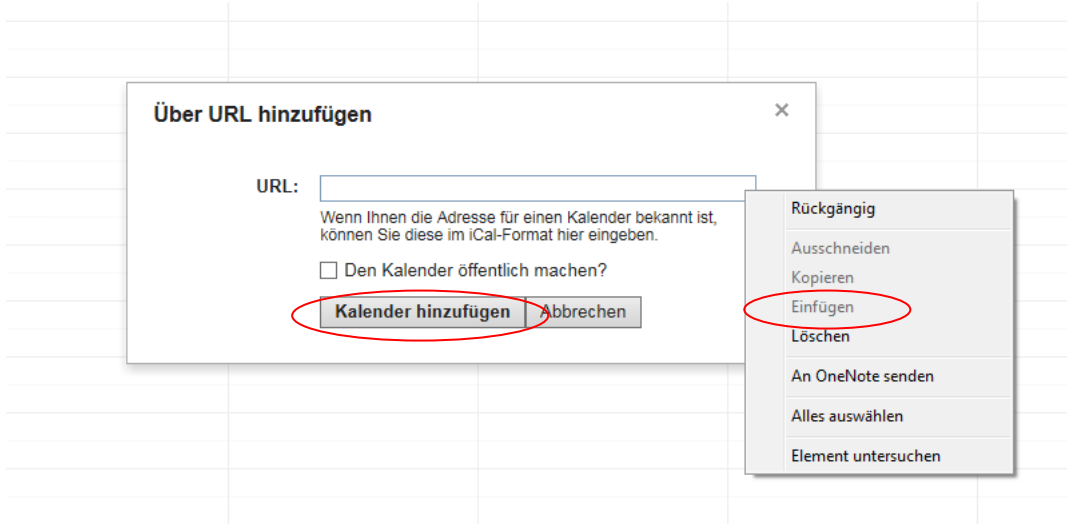 Über URL hinzufügen
×
URL:
Wenn Ihnen die Adresse für einen Kalender bekannt ist,
können Sie diese im iCal-Format hier eingeben.
Den Kalender öffentlich machen?
Kalender hinzufügen Abbrechen
Rückgängig
Ausschneiden
Kopieren
Einfügen
Löschen
An OneNote senden
Alles auswählen
Element untersuchen